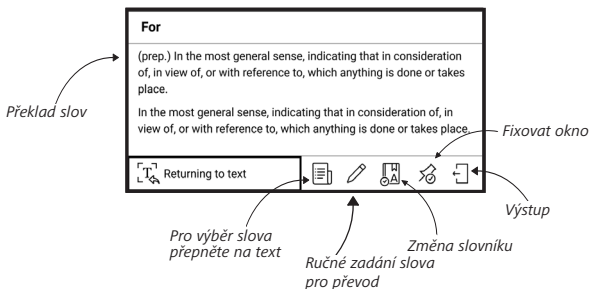 For
(prep.) In the most general sense, indicating that in consideration
of, in view of, or with reference to, which anything is done or takes
place.
In the most general sense, indicating that in consideration of, in
view of, or with reference to, which anything is done or takes place.
Překlad slov
Fixovat okno
Returning to text
Výstup
Pro výběr slova
přepněte na text
Změna slovníku
Ručné zadání slova
pro převod